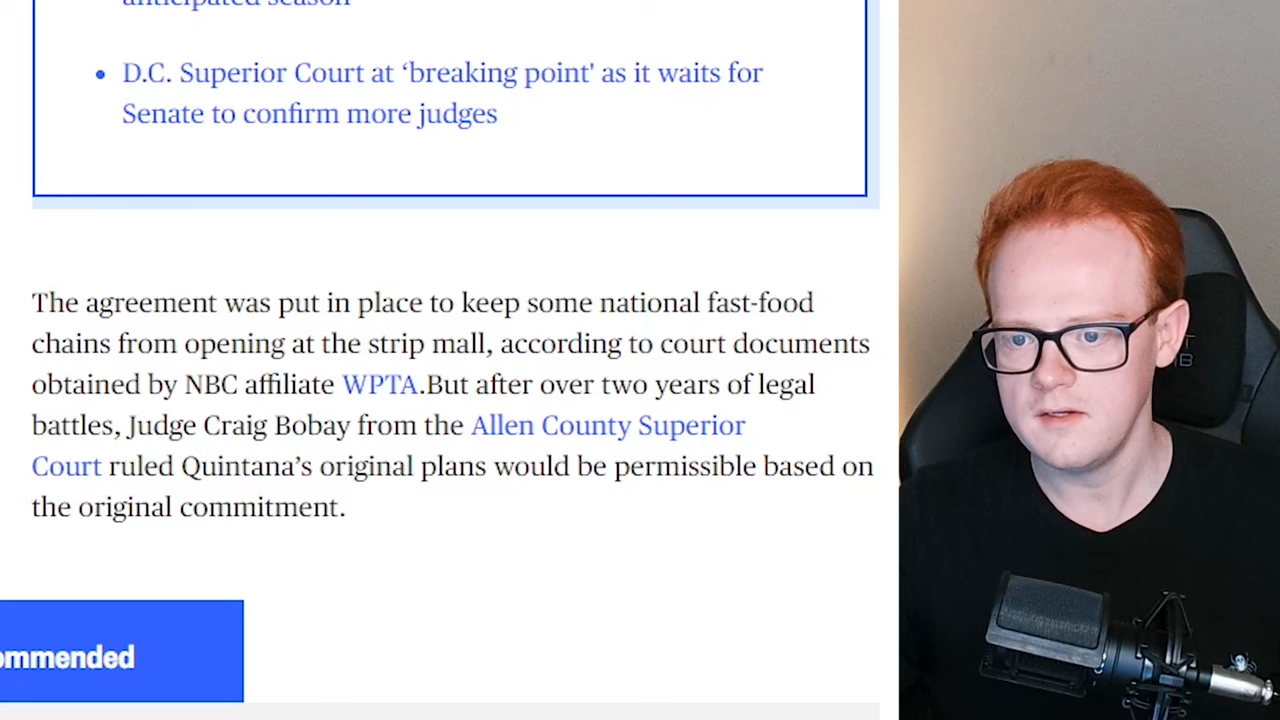 anticipated season
• D.C. Superior Court at ‘breaking point' as it waits for
Senate to confirm more judges
The agreement was put in place to keep some national fast-food
chains from opening at the strip mall, according to court documents
obtained by NBC affiliate WPTA.But after over two years of legal
battles, Judge Craig Bobay from the Allen County Superior
Court ruled Quintana’s original plans would be permissible based on
the original commitment.
ommended